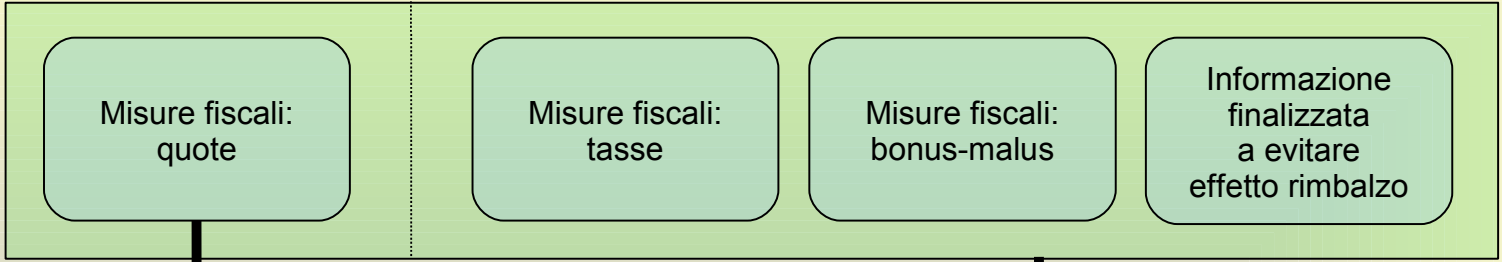 Misure fiscali:
quote
Misure fiscali:
tasse
Misure fiscali:
bonus-malus
Informazione
finalizzata
a evitare
effetto rimbalzo